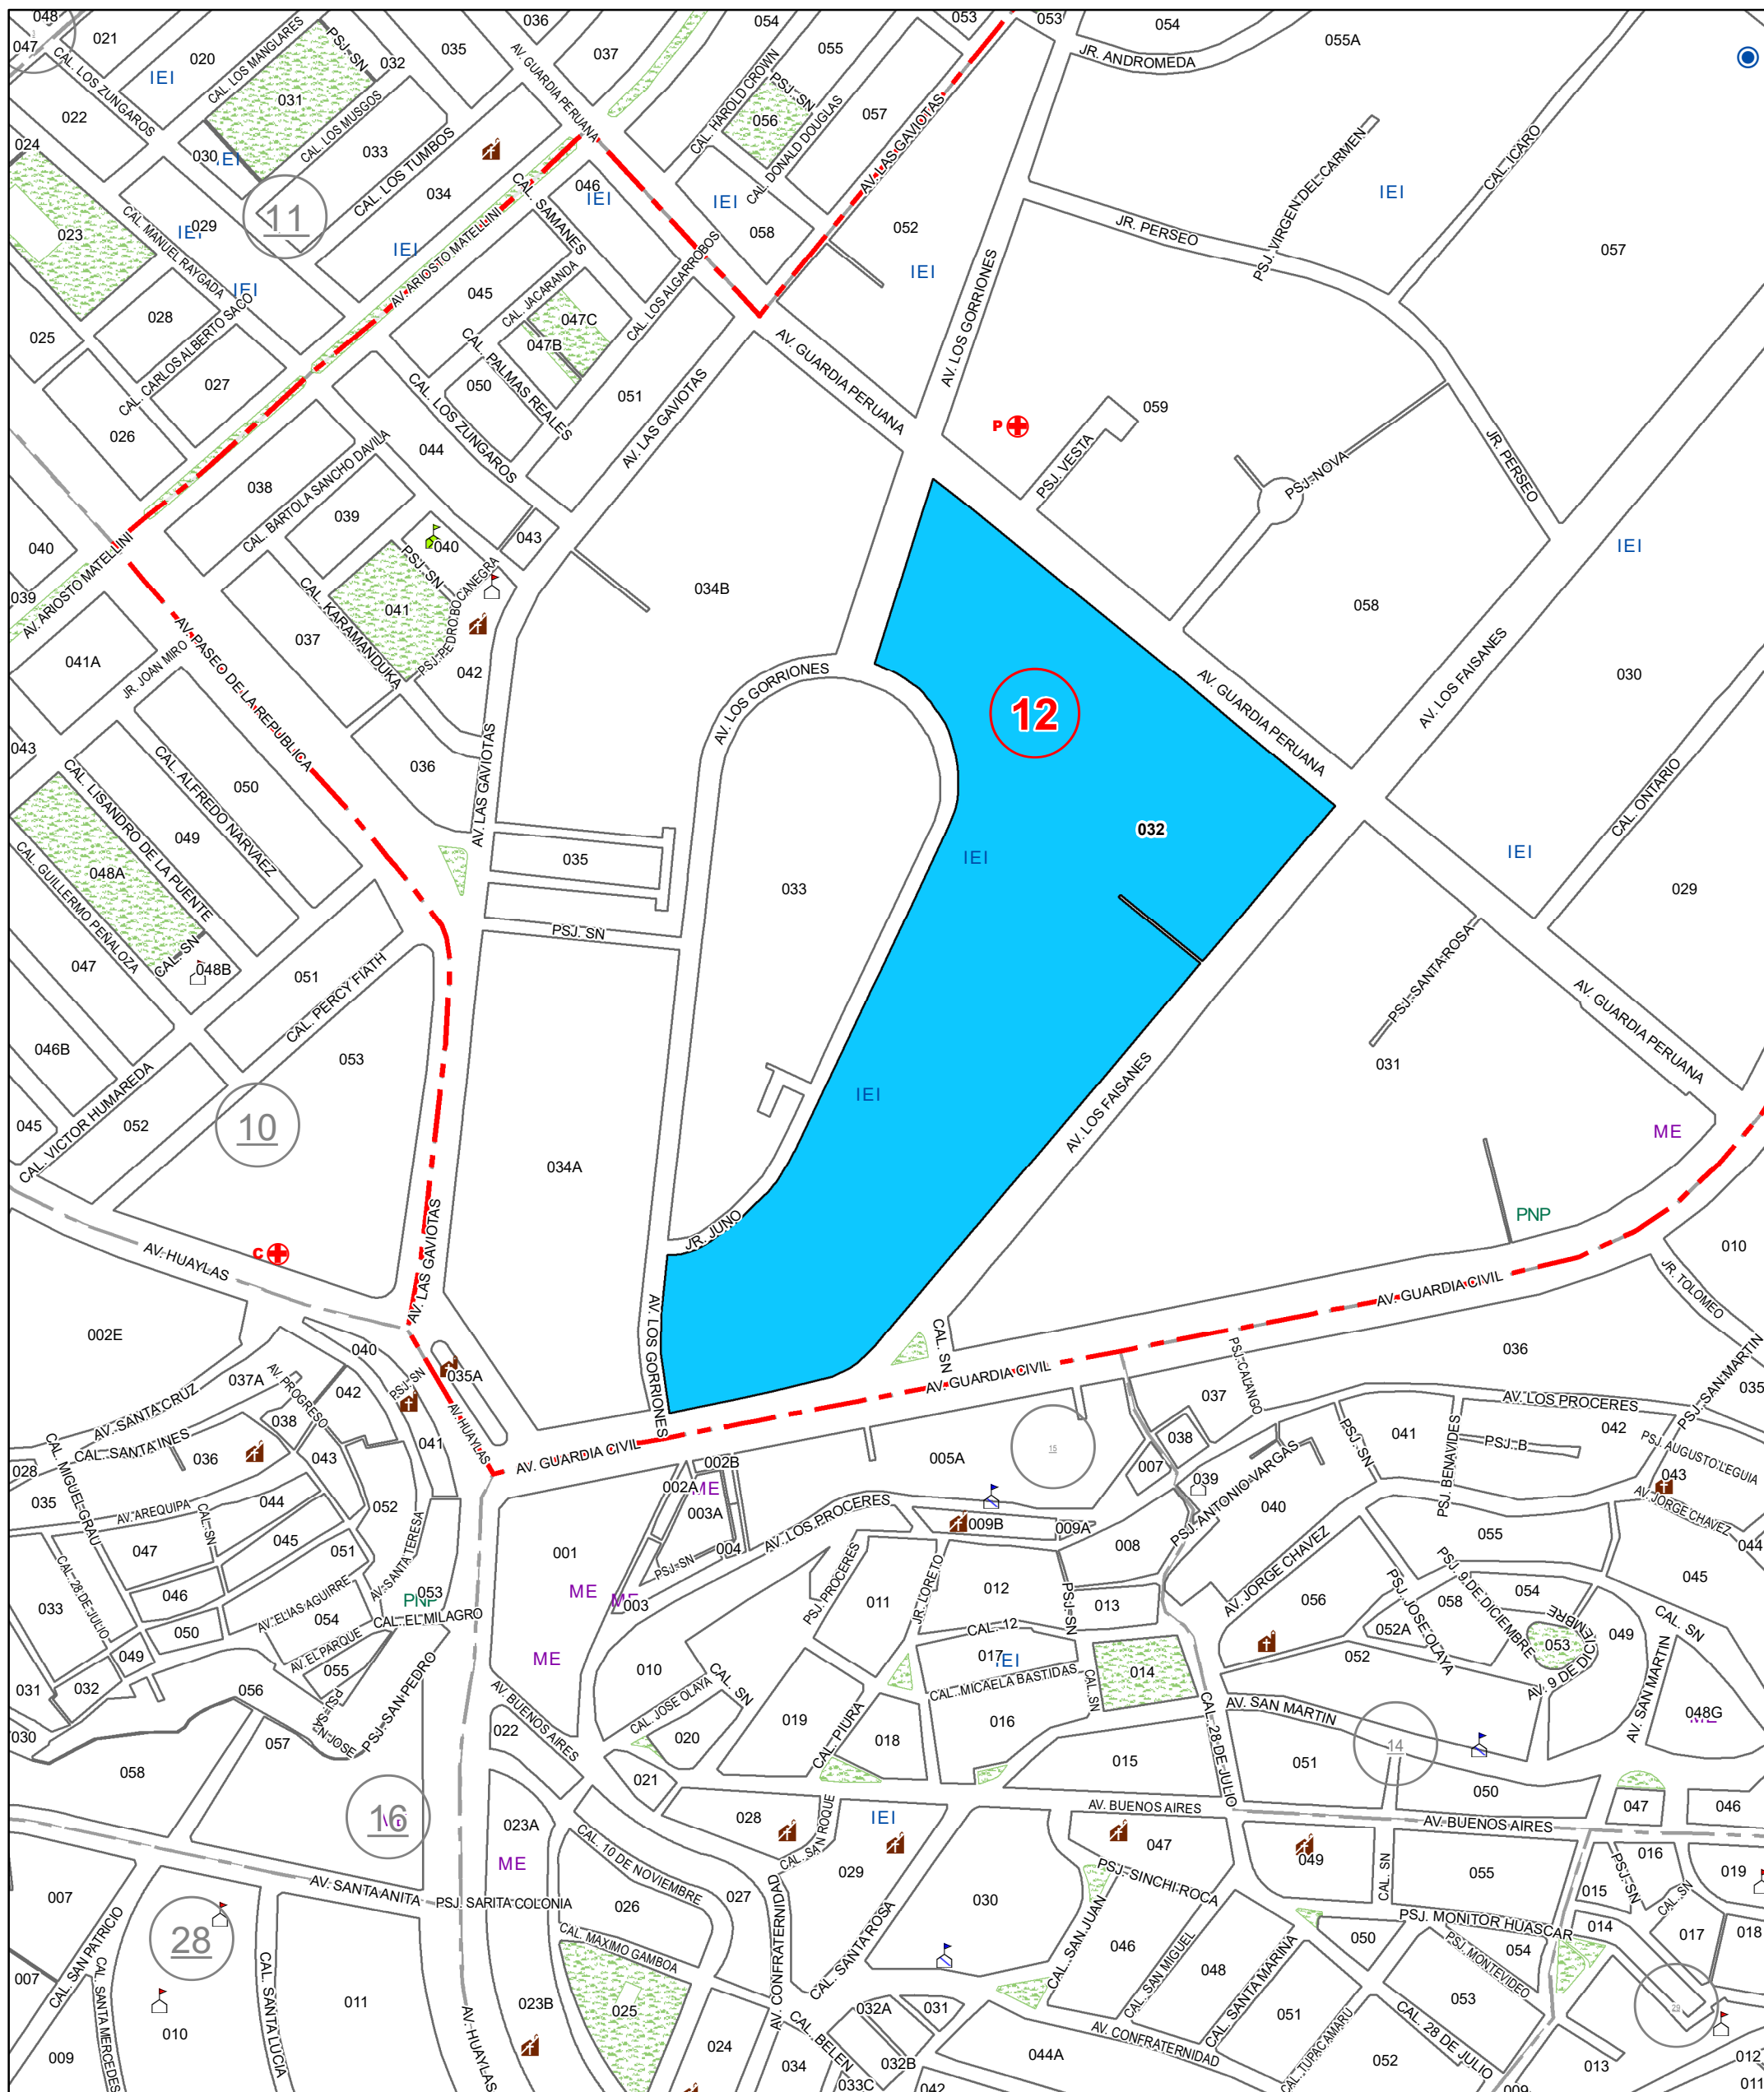 048
047
021
020
IEI
CAL. LOS MANGLARES
PSJ. SN
032
035
036
AV. GUARDIA PERUANA
037
054
055
053
053
054
055A
JR. ANDROMEDA
CAL. LOS ZUNGAROS
022
031
CAL. LOS MUSGOS
CAL. HAROLD CROWN
PSJ. SN
056
057
CAL. DONALD DOUGLAS
AV. LAS GAVIOTAS
024
030
IEI
033
CAL. LOS TUMBOS
034
CAL. SAMANES
046
IEI
IEI
058
052
IEI
JR. PERSEO
PSJ. VIRGEN DEL CARMEN
IEI
CAL. ICARO
057
023
CAL. MANUEL RAYGADA
IEI
029
11
IEI
AV. ARIOSTO MATELLINI
IEI
028
025
CAL. CARLOS ALBERTO SACO
027
026
045
CAL. JACARANDA
047C
047B
CAL. LOS ALGARROBOS
CAL. PALMAS REALES
050
051
CAL. LOS ZUNGAROS
044
AV. LAS GAVIOTAS
AV. GUARDIA PERUANA
AV. LOS GORRIONES
P
059
PSJ. VESTA
PSJ. NOVA
JR. PERSEO
IEI
038
CAL. BARTOLA SANCHO DAVILA
039
040
043
PSJ. SN
041
PSJ. PEDRO BOCANEGRA
CAL. KARAMANDUKA
037
042
034B
058
040
039
AV. ARIOSTO MATELLINI
041A
JR. JOAN MIRO
AV. PASEO DE LA REPUBLICA
043
036
AV. LAS GAVIOTAS
AV. LOS GORRIONES
12
AV. GUARDIA PERUANA
AV. LOS FAISANES
030
CAL. ALFREDO NARVAEZ
050
CAL. LISANDRO DE LA PUENTE
049
048A
CAL. GUILLERMO PEÑALOZA
035
033
IEI
032
IEI
CAL. ONTARIO
029
CAL. SN
048B
047
051
CAL. PERCY FIATH
PSJ. SN
PSJ. SANTA ROSA
AV. GUARDIA PERUANA
046B
053
IEI
031
045
CAL. VICTOR HUMAREDA
052
10
AV. LOS FAISANES
ME
034A
JR. JUNO
PNP
010
AV. HUAYLAS
C
AV. LAS GAVIOTAS
AV. LOS GORRIONES
JR. TOLOMEO
AV. GUARDIA CIVIL
002E
040
035A
PSJ. SN
CAL. SN
AV. GUARDIA CIVIL
PSJ. CALANGO
036
PSJ. SAN MARTIN
035
AV. SANTA CRUZ
037A
AV. PROGRESO
042
CAL. SANTA INES
038
036
043
041
AV. HUAYLAS
AV. GUARDIA CIVIL
037
AV. LOS PROCERES
042
041
038
15
005A
007
PSJ. SN
PSJ. BENAVIDES
PSJ. B
PSJ. AUGUSTO LEGUIA
028
035
CAL. MIGUEL GRAU
AV. AREQUIPA
CAL. SN
044
052
002B
002A
ME
003A
AV. LOS PROCERES
009B
009A
039
PSJ. ANTONIO VARGAS
040
043
AV. JORGE CHAVEZ
044
047
045
051
AV. SANTA TERESA
001
PSJ. SN
004
008
055
046
CAL. 28 DE JULIO
033
AV. ELIAS AGUIRRE
053
PNP
ME
ME
003
PSJ. PROCERES
011
JR. LORETO
012
PSJ. SN
013
AV. JORGE CHAVEZ
056
PSJ. JOSE OLAYA
PSJ. 9 DE DICIEMBRE
054
045
058
054
CAL. EL MILAGRO
050
049
AV. EL PARQUE
055
CAL. 12
017
IEI
014
052A
053
049
CAL. SN
052
AV. 9 DE DICIEMBRE
031
032
056
PSJ. SAN PEDRO
PSJ. SN
N JOSE
ME
010
CAL. SN
CAL. MICAELA BASTIDAS
CAL. SN
AV. SAN MARTIN
AV. SAN MARTIN
048G
ME
030
057
058
022
AV. BUENOS AIRES
CAL. JOSE OLAYA
020
019
CAL. PIURA
018
016
CAL. 28 DE JULIO
015
051
14
050
16
021
028
CAL. SAN ROQUE
IEI
AV. BUENOS AIRES
AV. BUENOS AIRES
047
046
023A
CAL. 10 DE NOVIEMBRE
029
047
049
CAL. SN
055
016
019
PSJ. SN
015
007
AV. SANTA ANITA
PSJ. SARITA COLONIA
ME
026
027
AV. CONFRATERNIDAD
CAL. SANTA ROSA
030
PSJ. SINCHI ROCA
CAL. SAN JUAN
046
PSJ. MONITOR HUASCAR
014
CAL. SN
017
018
28
CAL. SAN PATRICIO
007
CAL. MAXIMO GAMBOA
CAL. SAN MIGUEL
048
CAL. SANTA MARINA
050
PSJ. MONTEVIDEO
054
053
29
CAL. SANTA MERCEDES
010
CAL. SANTA LUCIA
011
AV. HUAYLAS
023B
025
032A
031
051
CAL. TUPAC AMARU
CAL. 28 DE JULIO
009
024
034
CAL. BELEN
032B
033C
042
044A
AV. CONFRATERNIDAD
052
009
013
012
011